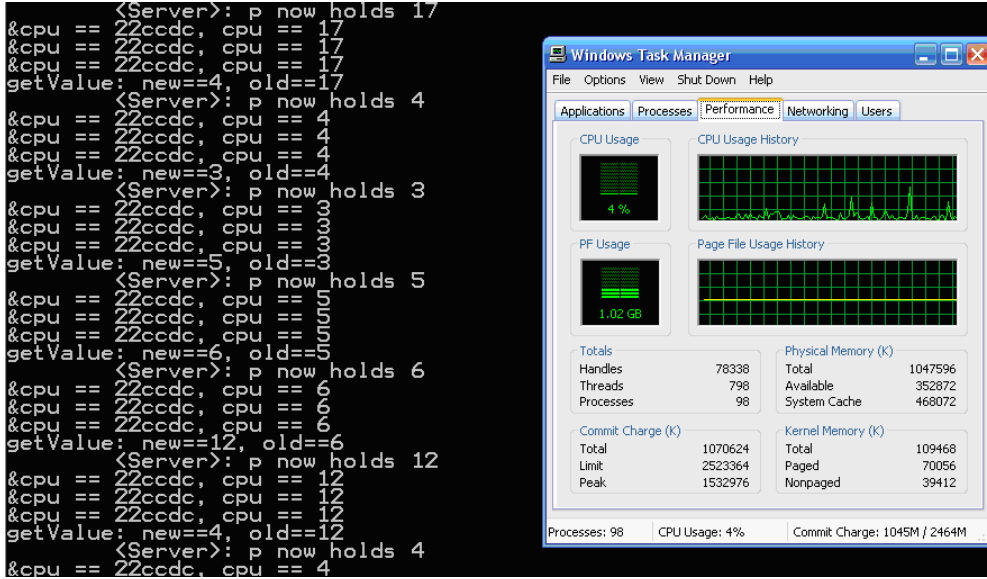 <Server>: p now holds 17
&cpu == 22ccdc, cpu == 17
&cpu == 22ccdc, cpu == 17
&cpu == 22ccdc, cpu == 17
getValue: new==4, old==17
<Server>: p now holds 4
&cpu == 22ccdc, cpu == 4
&cpu == 22ccdc, cpu == 4
&cpu == 22ccdc, cpu == 4
getValue: new==3, old==4
<Server>: p now holds 3
&cpu == 22ccdc, cpu == 3
&cpu == 22ccdc, cpu == 3
&cpu == 22ccdc, cpu == 3
getValue: new==5, old==3
<Server>: p now holds 5
&cpu == 22ccdc, cpu == 5
&cpu == 22ccdc, cpu == 5
&cpu == 22ccdc, cpu == 5
getValue: new==6, old==5
<Server>: p now holds 6
&cpu == 22ccdc, cpu == 6
&cpu == 22ccdc, cpu == 6
&cpu == 22ccdc, cpu == 6
getValue: new==12, old==6
<Server>: p now holds 12
&cpu == 22ccdc, cpu == 12
&cpu == 22ccdc, cpu == 12
&cpu == 22ccdc, cpu == 12
getValue: new==4, old==12
<Server>: p now holds 4
&cpu == 22ccdc, cpu == 4
Windows Task Manager
File Options View Shut Down Help
Applications Processes Performance Networking Users
CPU Usage CPU Usage History
4 %
PF Usage Page File Usage History
1.02 GB
Totals
Handles 78338
Threads 798
Processes 98
Physical Memory (K)
Total 1047596
Available 352872
System Cache 468072
Commit Charge (K)
Total 1070624
Limit 2523364
Peak 1532976
Kernel Memory (K)
Total 109468
Paged 70056
Nonpaged 39412
Processes: 98 CPU Usage: 4% Commit Charge: 1045M / 2464M